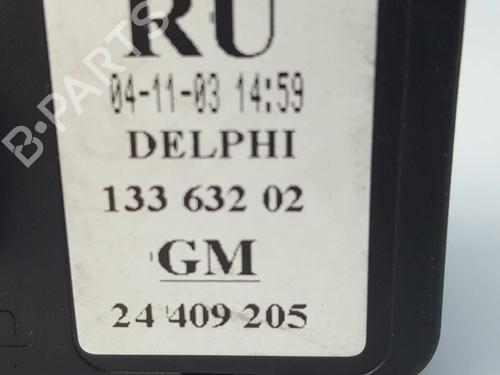 RU
04-11-03 14:59
DELPHI
133 632 02
GM
24 409 205
B-PARTS